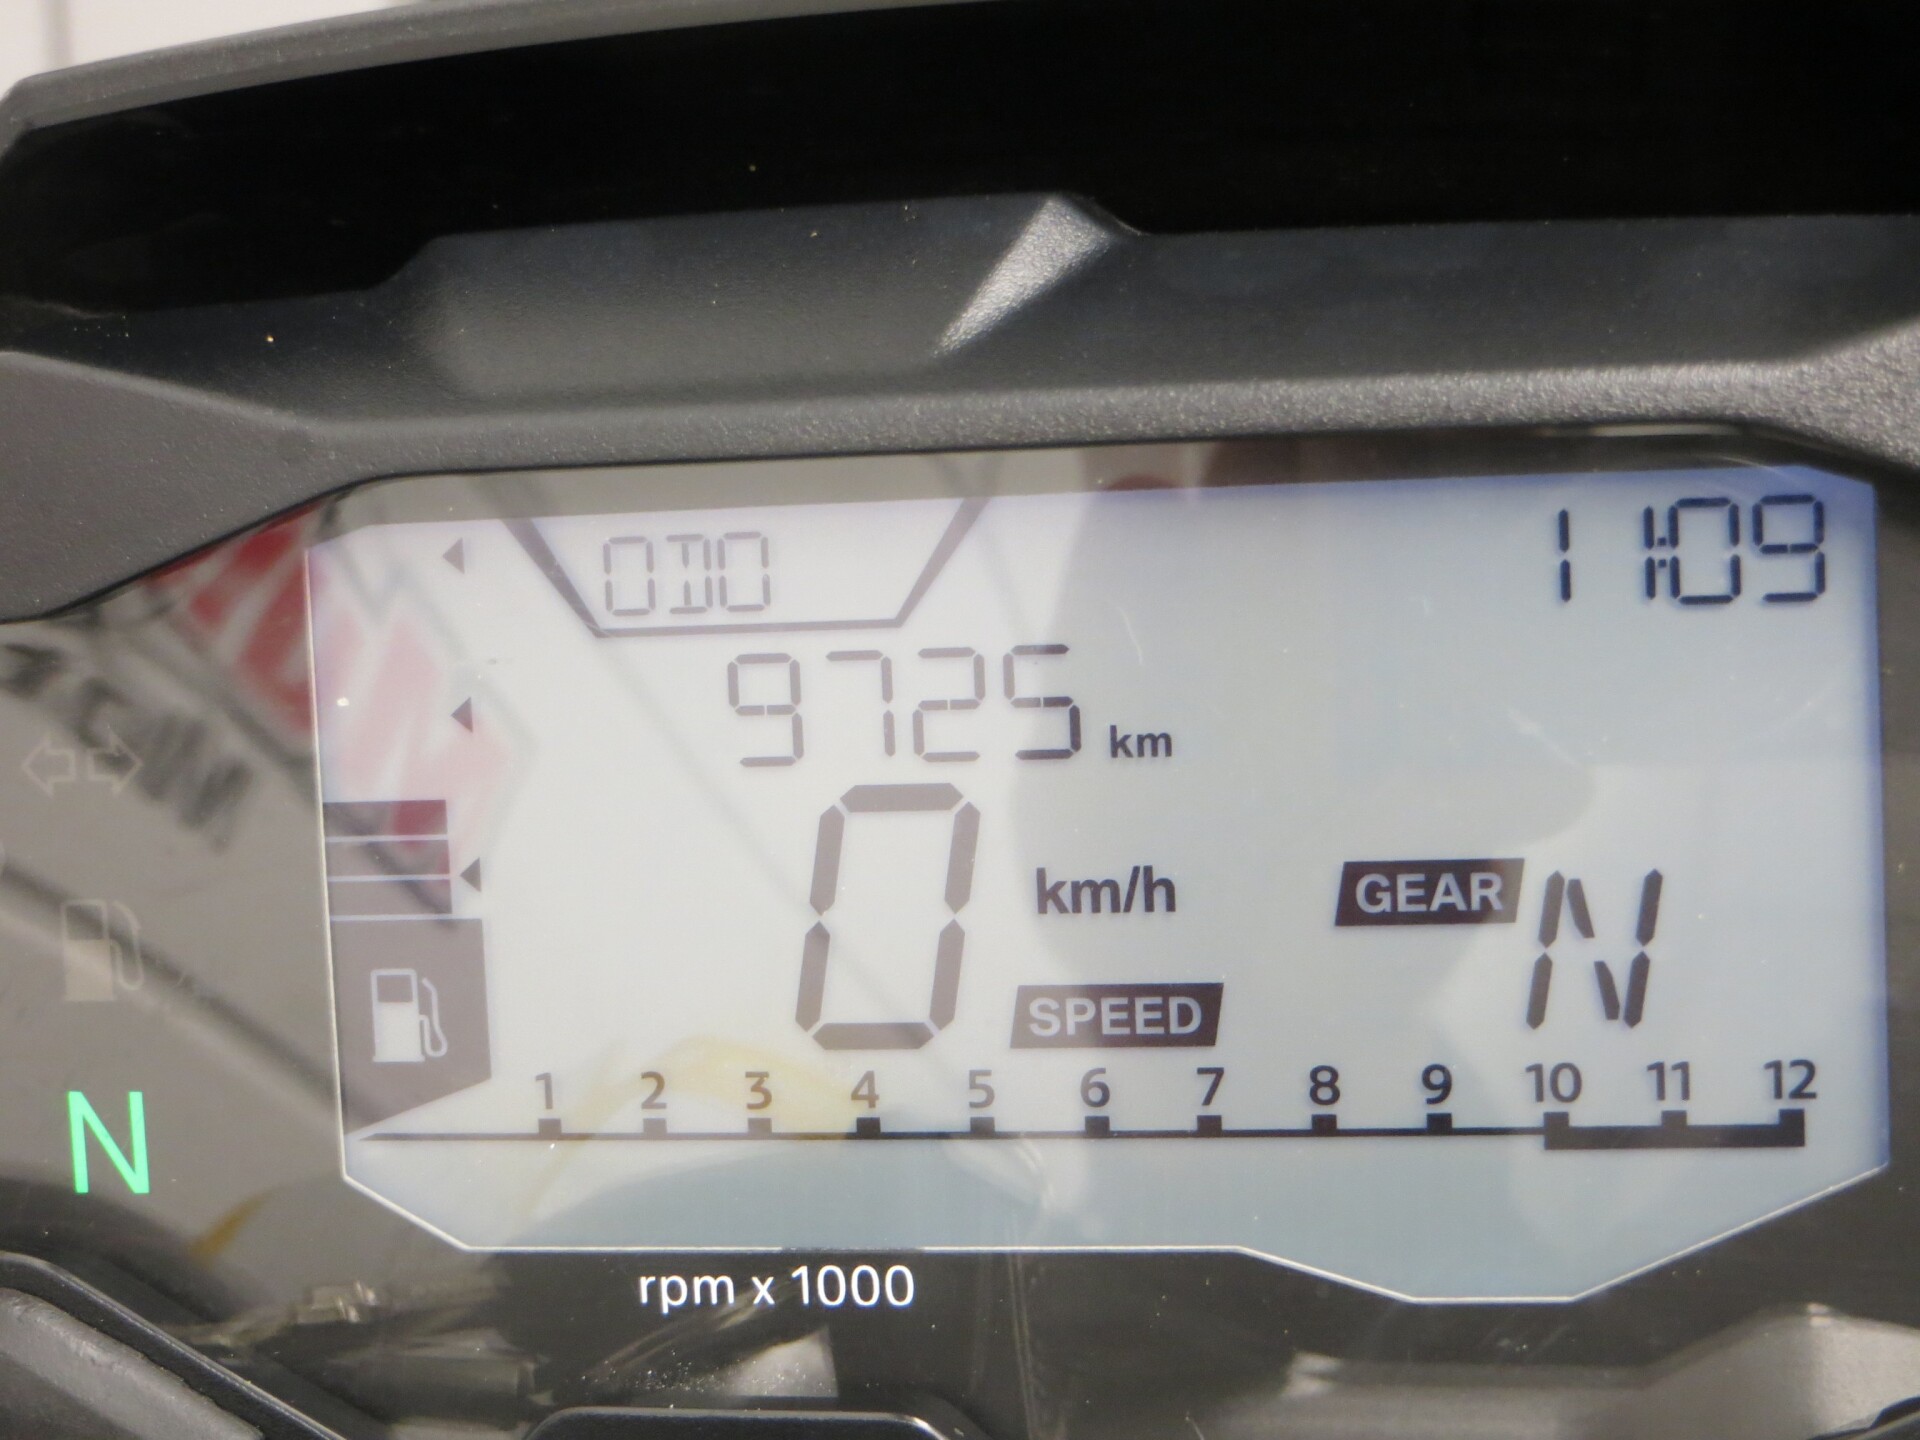 ODO
11:09
9725 km
0 km/h
GEAR N
SPEED
N
1 2 3 4 5 6 7 8 9 10 11 12
rpm x 1000